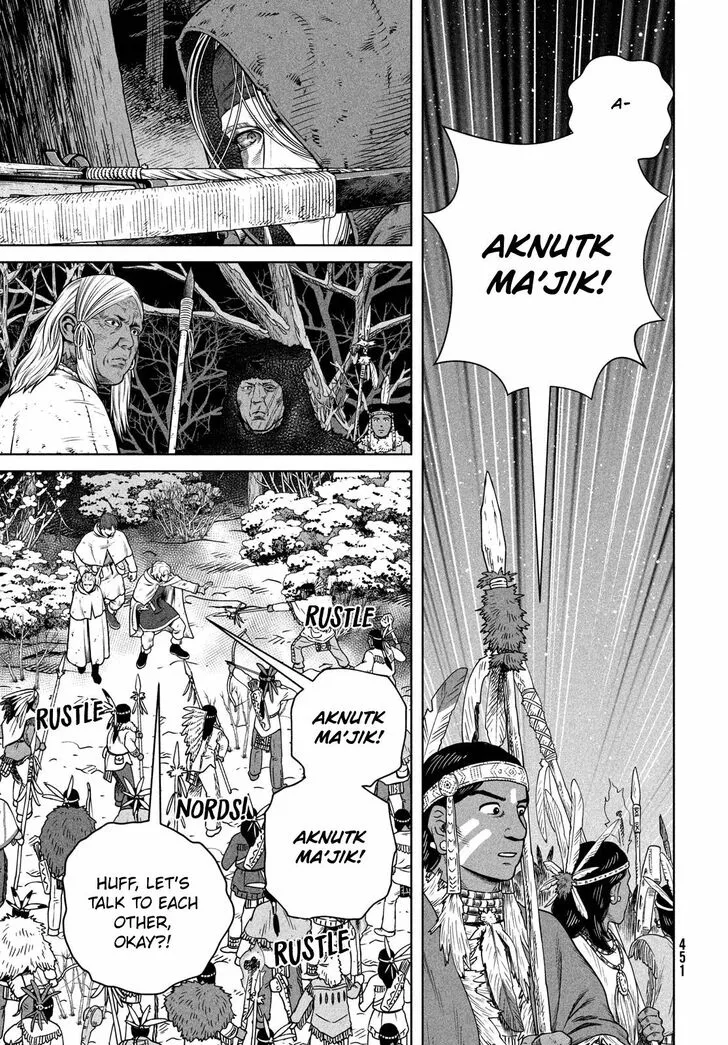 A-
AKNUTK
MA'JIK!
RUSTLE
AKNUTK
MA'JIK!
RUSTLE
NORDS!
AKNUTK
MA'JIK!
HUFF, LET'S
TALK TO EACH
OTHER,
OKAY?!
RUSTLE
451